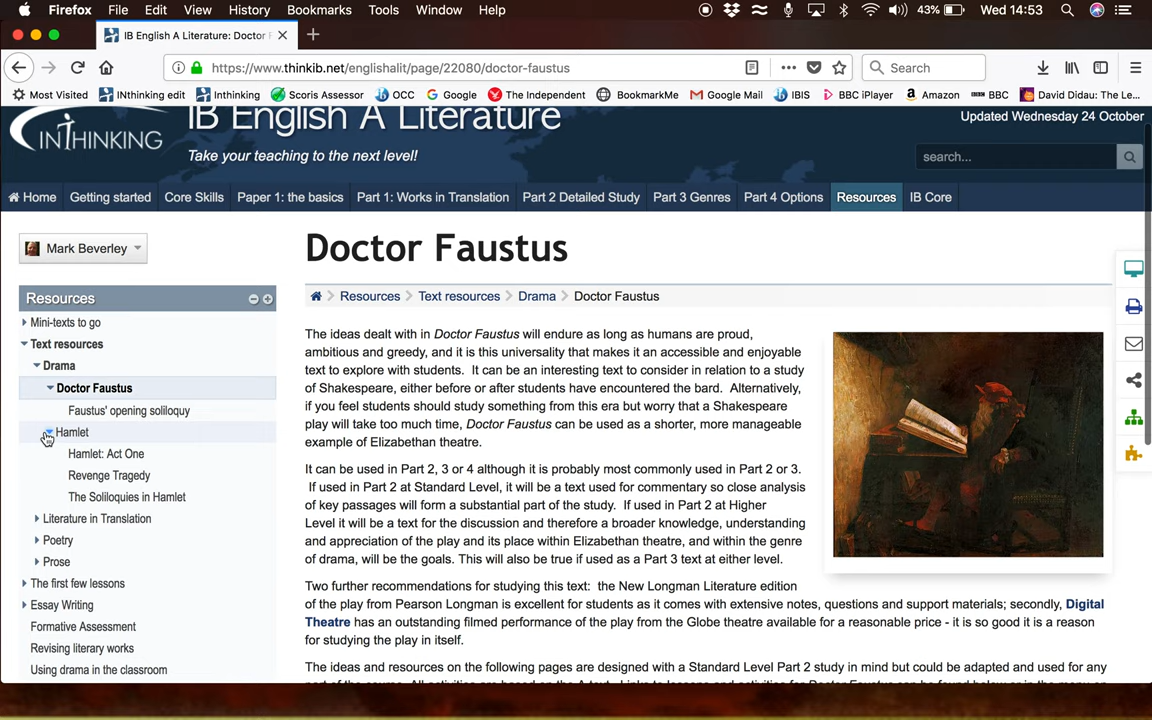 Firefox File Edit View History Bookmarks Tools Window Help 43% Wed 14:53
IB English A Literature: Doctor F
https://www.thinkib.net/englishalit/page/22080/doctor-faustus Search
Most Visited INthinking edit Inthinking Scoris Assessor OCC Google The Independent BookmarkMe Gmail Google Mail IBIS BBC iPlayer Amazon BBC David Didau: The Le...
INTHINKING
IB English A Literature
Updated Wednesday 24 October
Take your teaching to the next level!
search...
Home Getting started Core Skills Paper 1: the basics Part 1: Works in Translation Part 2 Detailed Study Part 3 Genres Part 4 Options Resources IB Core
Mark Beverley
Resources
Mini-texts to go
Text resources
Drama
Doctor Faustus
Faustus' opening soliloquy
Hamlet
Hamlet: Act One
Revenge Tragedy
The Soliloquies in Hamlet
Literature in Translation
Poetry
Prose
The first few lessons
Essay Writing
Formative Assessment
Revising literary works
Using drama in the classroom
Doctor Faustus
Resources Text resources Drama Doctor Faustus
The ideas dealt with in Doctor Faustus will endure as long as humans are proud,
ambitious and greedy, and it is this universality that makes it an accessible and enjoyable
text to explore with students. It can be an interesting text to consider in relation to a study
of Shakespeare, either before or after students have encountered the bard. Alternatively,
if you feel students should study something from this era but worry that a Shakespeare
play will take too much time, Doctor Faustus can be used as a shorter, more manageable
example of Elizabethan theatre.
It can be used in Part 2, 3 or 4 although it is probably most commonly used in Part 2 or 3.
If used in Part 2 at Standard Level, it will be a text used for commentary so close analysis
of key passages will form a substantial part of the study. If used in Part 2 at Higher
Level it will be a text for the discussion and therefore a broader knowledge, understanding
and appreciation of the play and its place within Elizabethan theatre, and within the genre
of drama, will be the goals. This will also be true if used as a Part 3 text at either level.
Two further recommendations for studying this text: the New Longman Literature edition
of the play from Pearson Longman is excellent for students as it comes with extensive notes, questions and support materials; secondly, Digital
Theatre has an outstanding filmed performance of the play from the Globe theatre available for a reasonable price - it is so good it is a reason
for studying the play in itself.
The ideas and resources on the following pages are designed with a Standard Level Part 2 study in mind but could be adapted and used for any